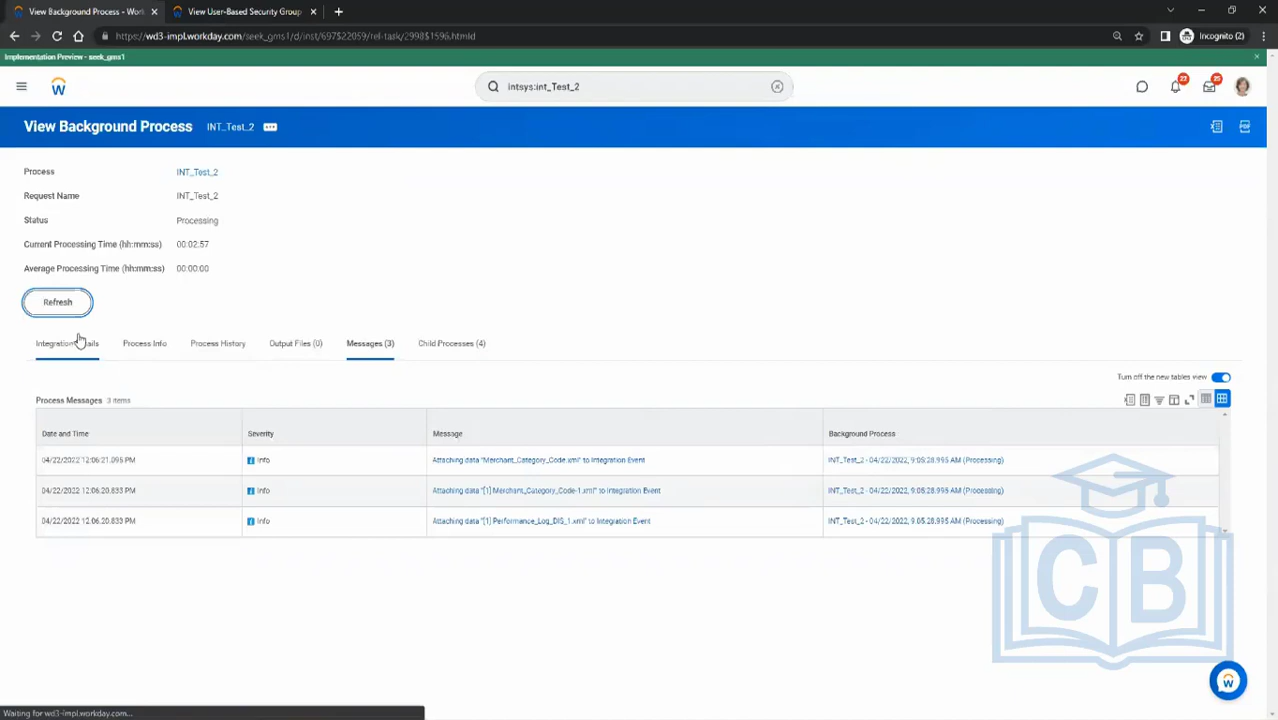 View Background Process - Work
View User-Based Security Group
Incognito (2)
https://wd3-impl.workday.com/seek_gms1/d/inst/697$22059/rel-task/2998$1596.htmld
Implementation Preview - seek_gms1
intsys:int_Test_2
22
25
View Background Process INT_Test_2
Process INT_Test_2
Request Name INT_Test_2
Status Processing
Current Processing Time (hh:mm:ss) 00:02:57
Average Processing Time (hh:mm:ss) 00:00:00
Refresh
Integration ails Process Info Process History Output Files (0) Messages (3) Child Processes (4)
Turn off the new tables view
Process Messages 3 items
Date and Time Severity Message Background Process
04/22/2022 12:06:21.095 PM Info Attaching data "Merchant_Category_Code.xml" to Integration Event INT_Test_2 - 04/22/2022, 9:05:28.995 AM (Processing)
04/22/2022 12:06:20.833 PM Info Attaching data "[1] Merchant_Category_Code-1.xml" to Integration Event INT_Test_2 - 04/22/2022, 9:05:28.995 AM (Processing)
04/22/2022 12:06:20.833 PM Info Attaching data "[1] Performance_Log_DIS_1.xml" to Integration Event INT_Test_2 - 04/22/2022, 9:05:28.995 AM (Processing)
CB
Waiting for wd3-impl.workday.com...